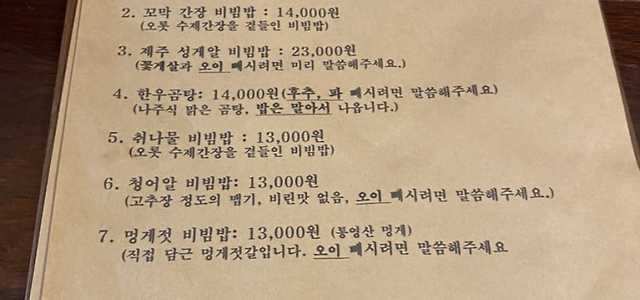 2. 꼬막 간장 비빔밥 : 14,000원
(오롯 수제간장을 곁들인 비빔밥)
3. 제주 성게알 비빔밥 : 23,000원
(꽃게살과 오이 빼시려면 미리 말씀해주세요.)
4. 한우곰탕: 14,000원(후추, 파 빼시려면 말씀해주세요)
(나주식 맑은 곰탕, 밥은 말아서 나옵니다.)
5. 취나물 비빔밥 : 13,000원
(오롯 수제간장을 곁들인 비빔밥)
6. 청어알 비빔밥: 13,000원
(고추장 정도의 맵기, 비린맛 없음, 오이 빼시려면 말씀해주세요.)
7. 멍게젓 비빔밥: 13,000원 (통영산 멍게)
(직접 담근 멍게젓갈입니다. 오이 빼시려면 말씀해주세요